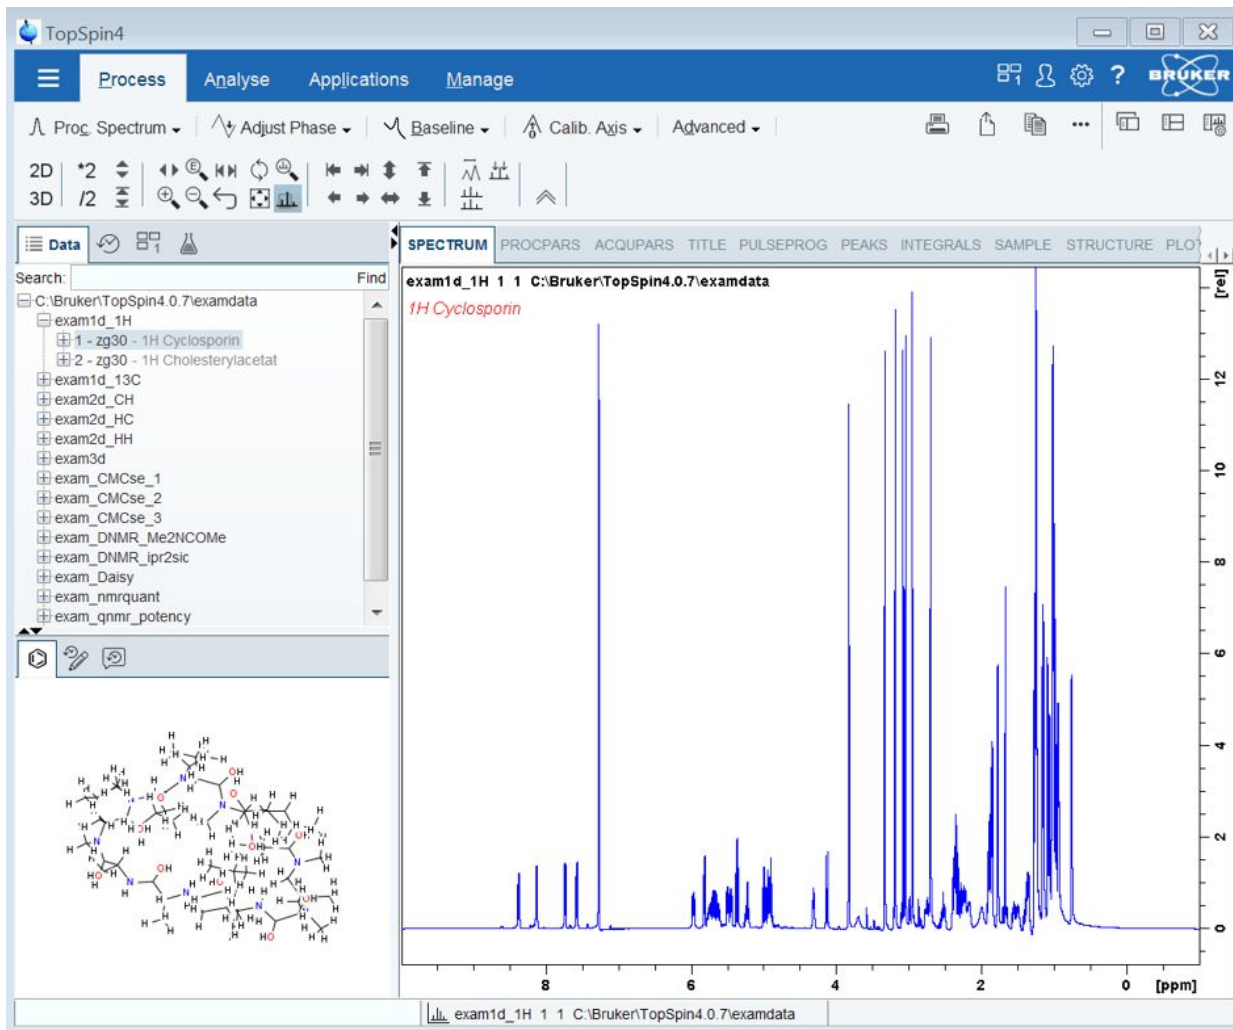 TopSpin4
Process Analyse Applications Manage BRUKER
Proc. Spectrum Adjust Phase Baseline Calib. Axis Advanced
2D *2
3D /2
Data
SPECTRUM PROCPARS ACQUPARS TITLE PULSEPROG PEAKS INTEGRALS SAMPLE STRUCTURE PLO
Search: Find
C:\Bruker\TopSpin4.0.7\examdata
exam1d_1H
1 - zg30 - 1H Cyclosporin
2 - zg30 - 1H Cholesterylacetat
exam1d_13C
exam2d_CH
exam2d_HC
exam2d_HH
exam3d
exam_CMCse_1
exam_CMCse_2
exam_CMCse_3
exam_DNMR_Me2NCOMe
exam_DNMR_ipr2sic
exam_Daisy
exam_nmrquant
exam_qnmr_potency
exam1d_1H 1 1 C:\Bruker\TopSpin4.0.7\examdata
1H Cyclosporin
[rel]
12
10
8
6
4
2
0
8 6 4 2 0 [ppm]
exam1d_1H 1 1 C:\Bruker\TopSpin4.0.7\examdata